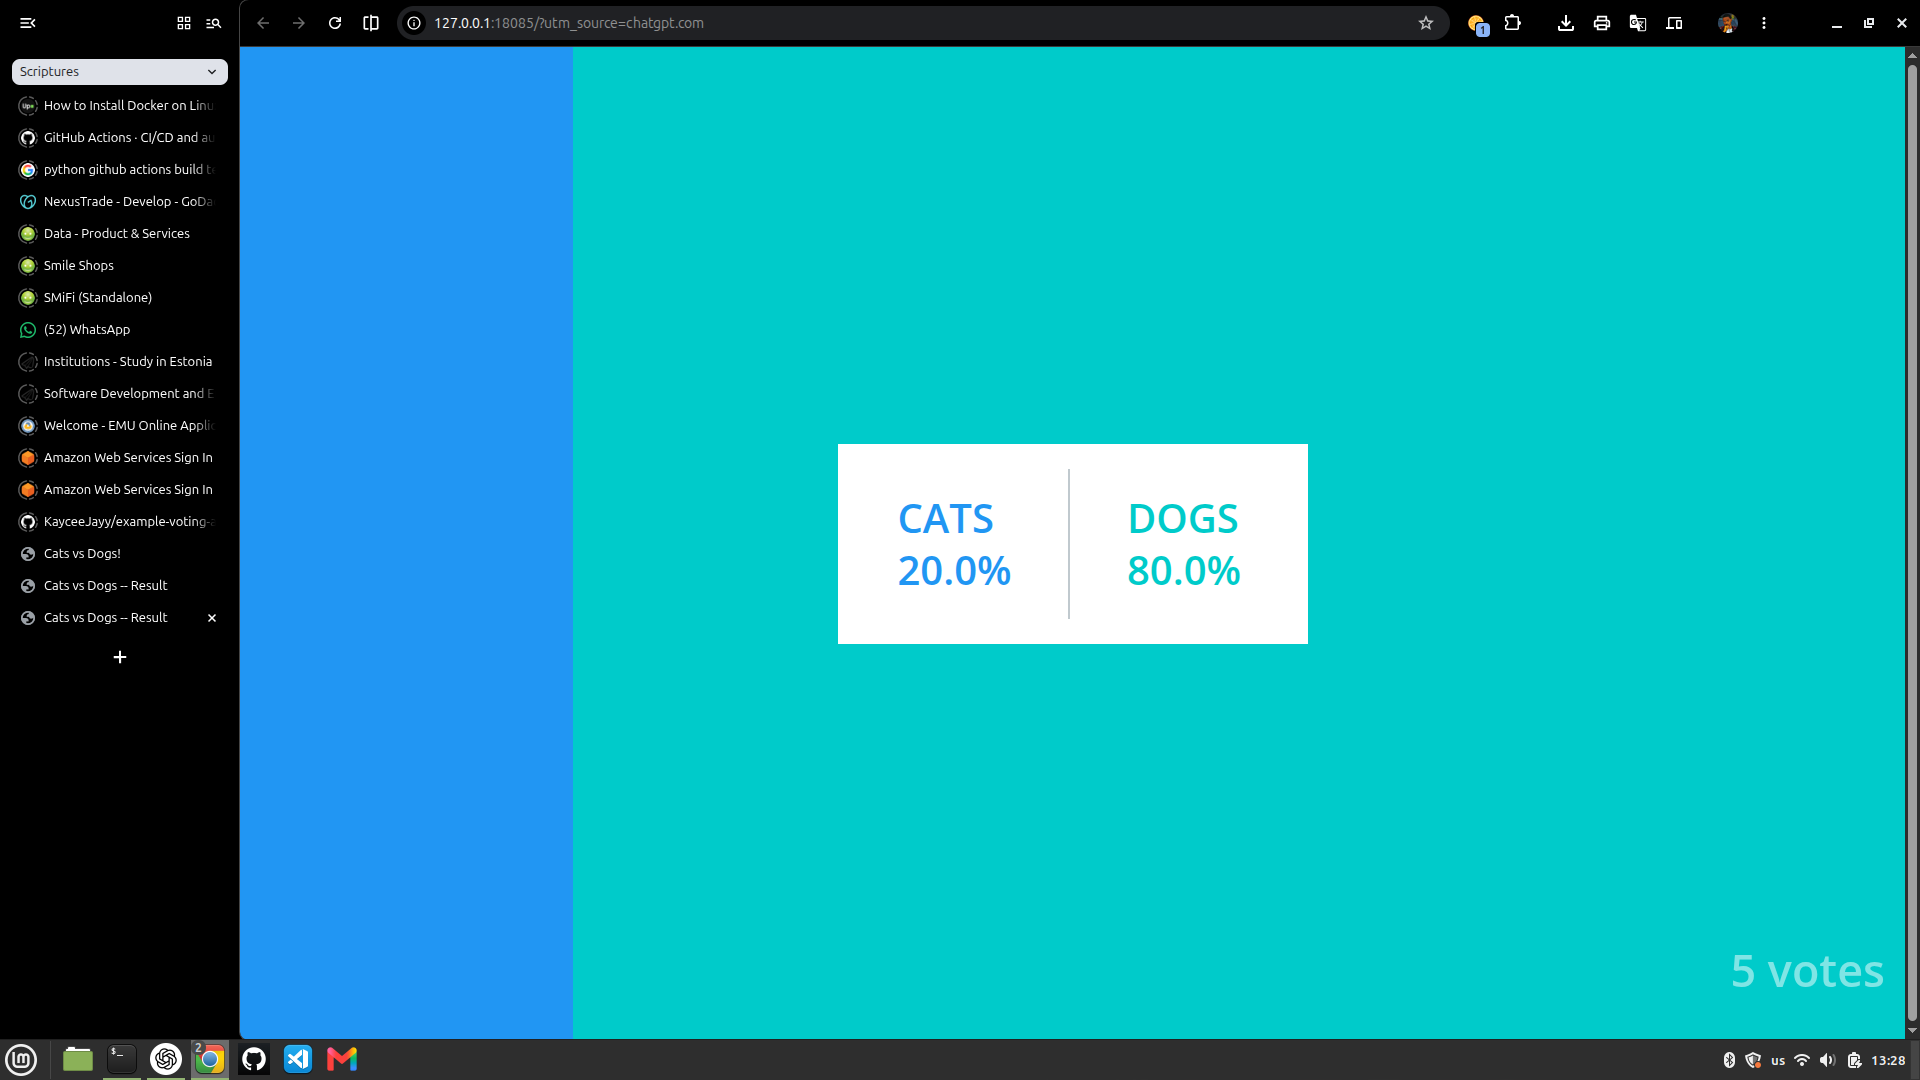 127.0.0.1:18085/?utm_source=chatgpt.com
1
Scriptures
How to Install Docker on Linu
GitHub Actions · CI/CD and au
python github actions build te
NexusTrade - Develop - GoDa
Data - Product & Services
Smile Shops
SMiFi (Standalone)
(52) WhatsApp
Institutions - Study in Estonia
Software Development and E
Welcome - EMU Online Applic
Amazon Web Services Sign In
Amazon Web Services Sign In
KayceeJayy/example-voting-a
Cats vs Dogs!
Cats vs Dogs -- Result
Cats vs Dogs -- Result
CATS
20.0%
DOGS
80.0%
5 votes
2
us
13:28